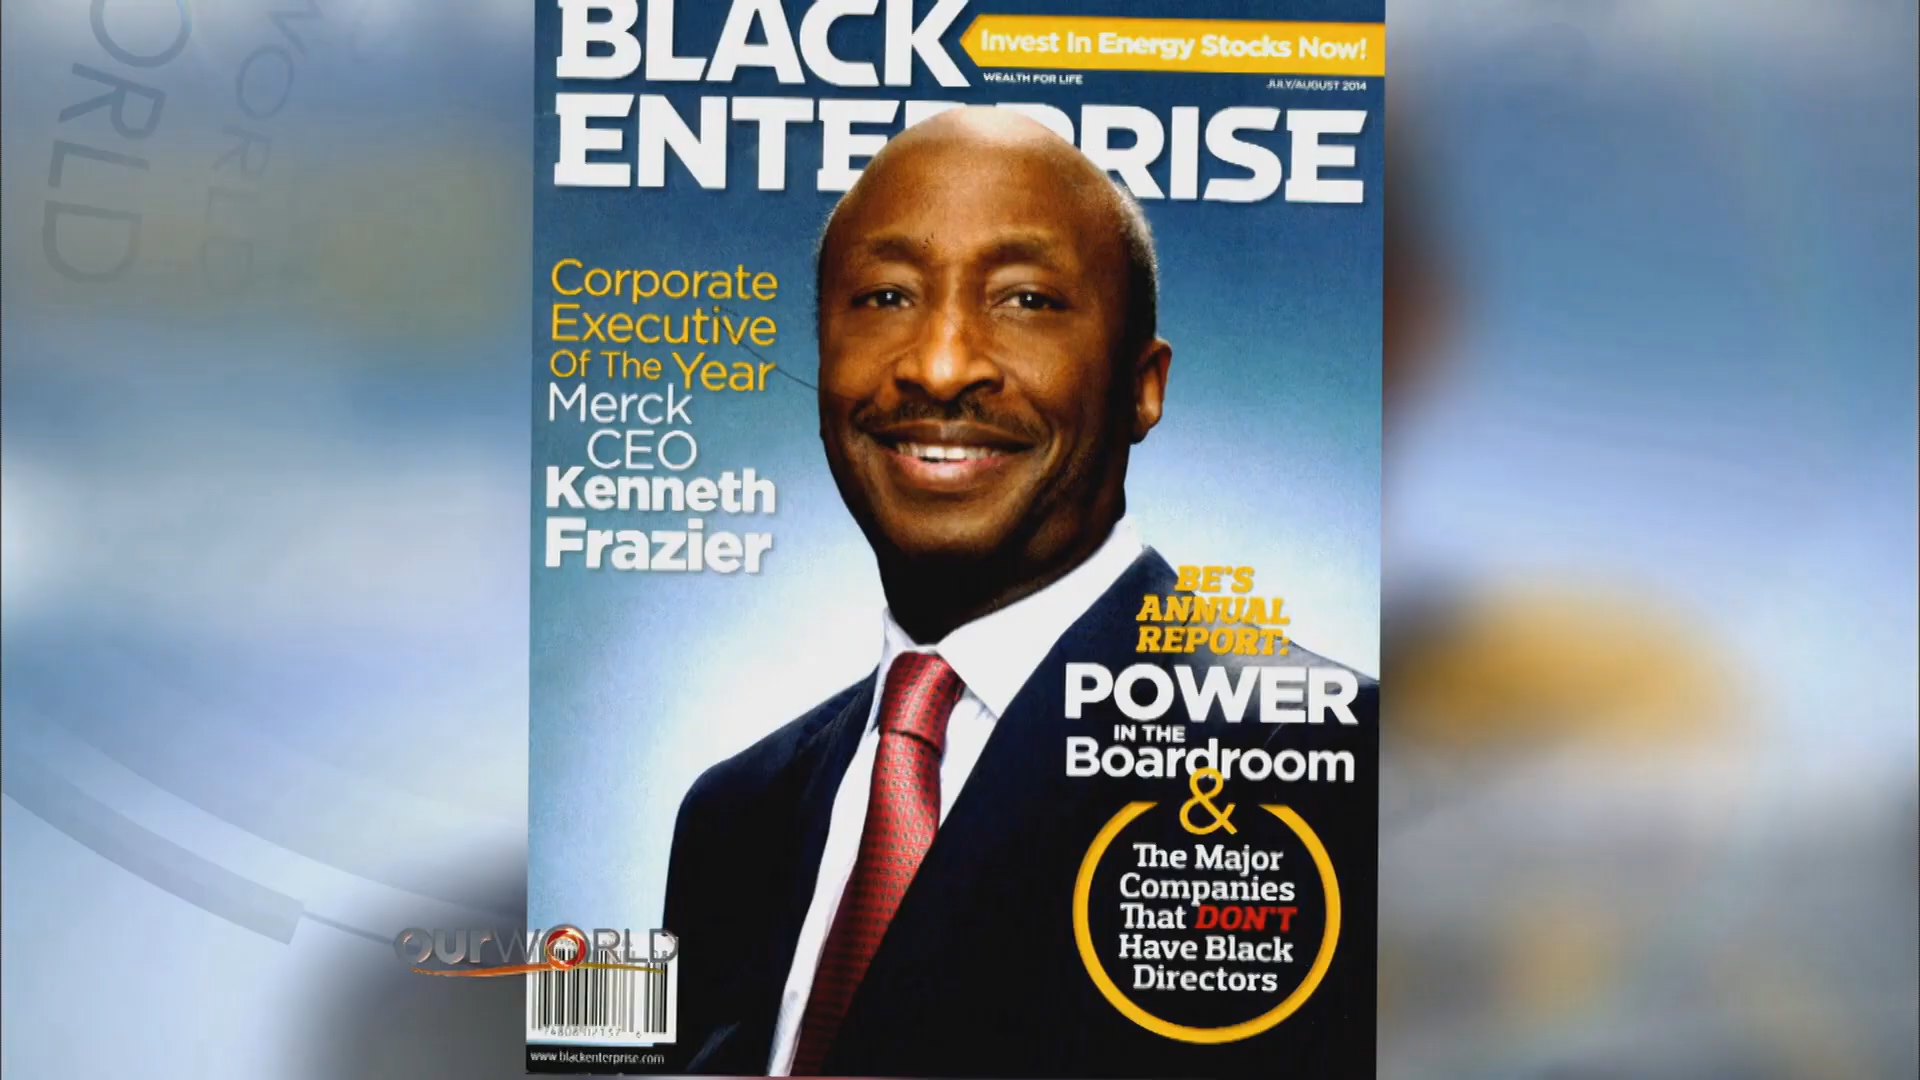 ORLD
WORLD
BLACK
Invest In Energy Stocks Now!
WEALTH FOR LIFE
JULY/AUGUST 2014
ENTERPRISE
Corporate
Executive
Of The Year
Merck
CEO
Kenneth
Frazier
BE'S
ANNUAL
REPORT:
POWER
IN THE
Boardroom
&
The Major
Companies
That DON'T
Have Black
Directors
ourWORLD
www.blackenterprise.com